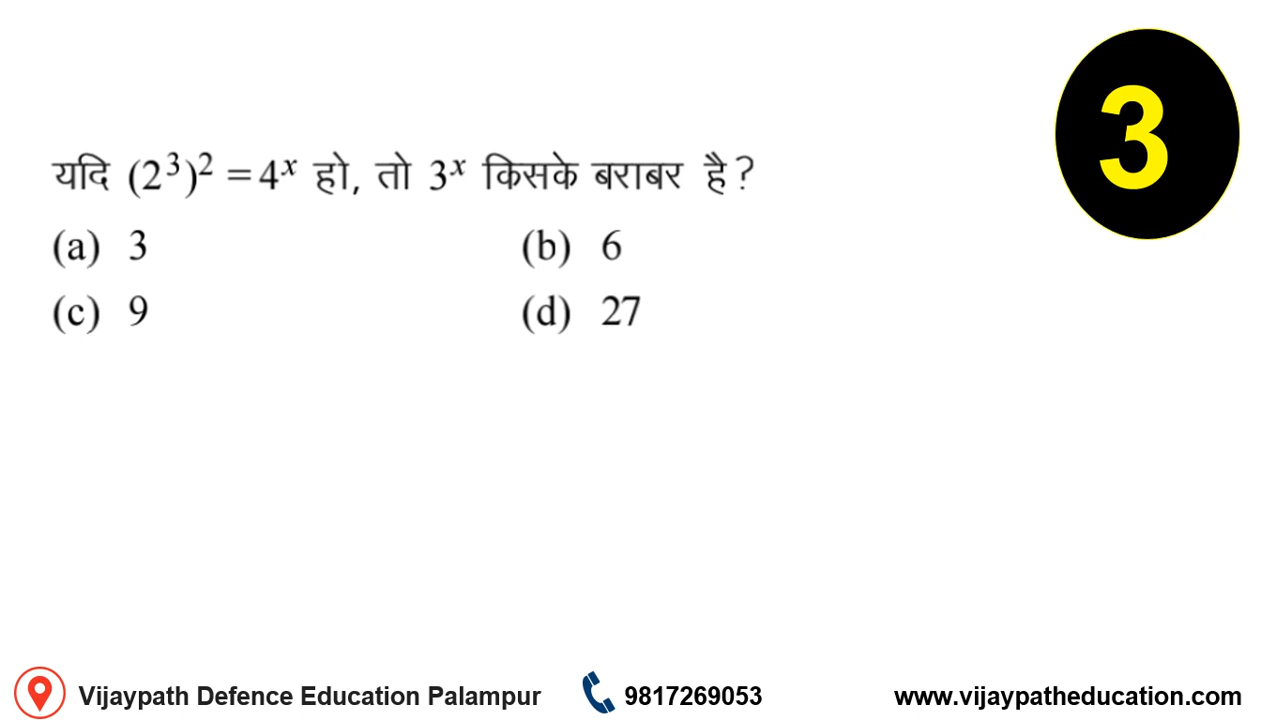 3
यदि (2³)² = 4ˣ हो, तो 3ˣ किसके बराबर है?
(a) 3 (b) 6
(c) 9 (d) 27
Vijaypath Defence Education Palampur 9817269053 www.vijaypatheducation.com